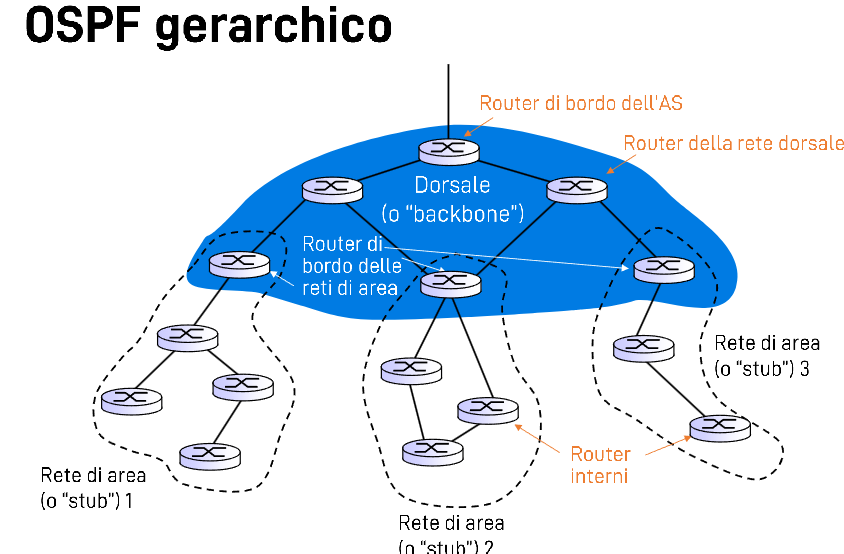 OSPF gerarchico
Router di bordo dell'AS
Router della rete dorsale
Dorsale
(o "backbone")
Router di
bordo delle
reti di area
Rete di area
(o "stub") 3
Router
interni
Rete di area
(o "stub") 1
Rete di area
(o "stub") 2